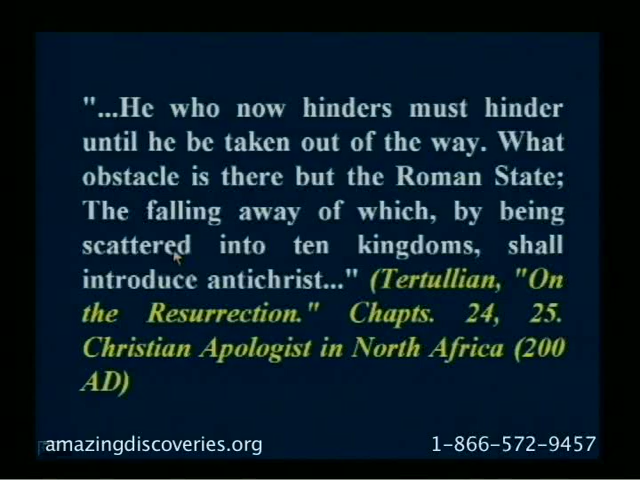 "...He who now hinders must hinder
until he be taken out of the way. What
obstacle is there but the Roman State;
The falling away of which, by being
scattered into ten kingdoms, shall
introduce antichrist..." (Tertullian, "On
the Resurrection." Chapts. 24, 25.
Christian Apologist in North Africa (200
AD)
amazingdiscoveries.org 1-866-572-9457